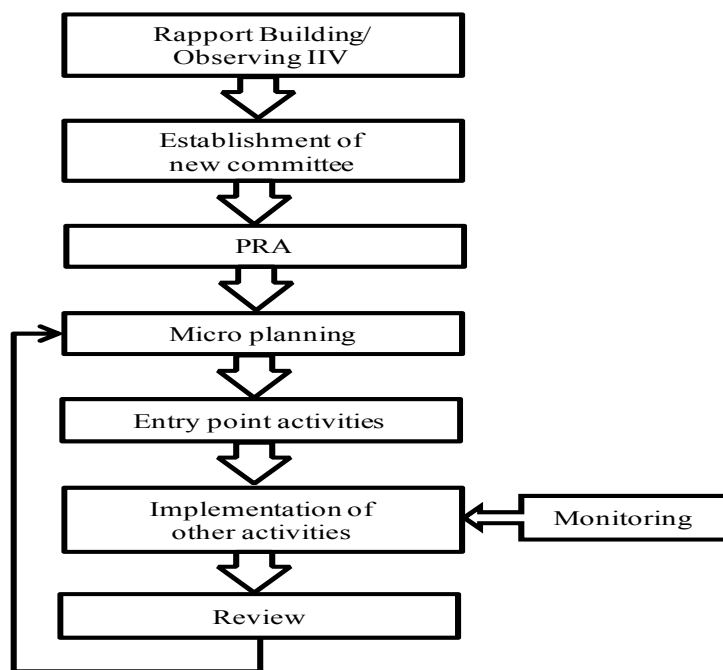 Rapport Building/
Observing IIV
Establishment of
new committee
PRA
Micro planning
Entry point activities
Implementation of
other activities
Monitoring
Review